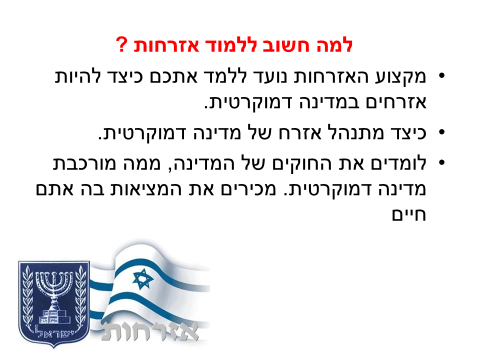 למה חשוב ללמוד אזרחות ?
• מקצוע האזרחות נועד ללמד אתכם כיצד להיות
אזרחים במדינה דמוקרטית.
• כיצד מתנהל אזרח של מדינה דמוקרטית.
• לומדים את החוקים של המדינה, ממה מורכבת
מדינה דמוקרטית. מכירים את המציאות בה אתם
חיים
אזרחות
ישראל